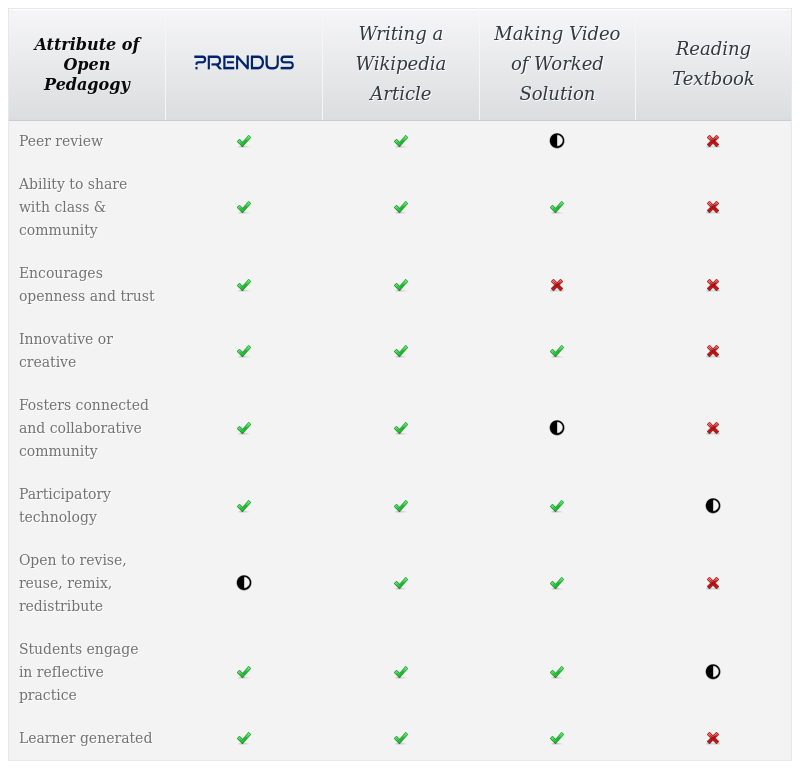 Attribute of
Open
Pedagogy
PRENDUS
Writing a
Wikipedia
Article
Making Video
of Worked
Solution
Reading
Textbook
Peer review
Ability to share
with class &
community
Encourages
openness and trust
Innovative or
creative
Fosters connected
and collaborative
community
Participatory
technology
Open to revise,
reuse, remix,
redistribute
Students engage
in reflective
practice
Learner generated